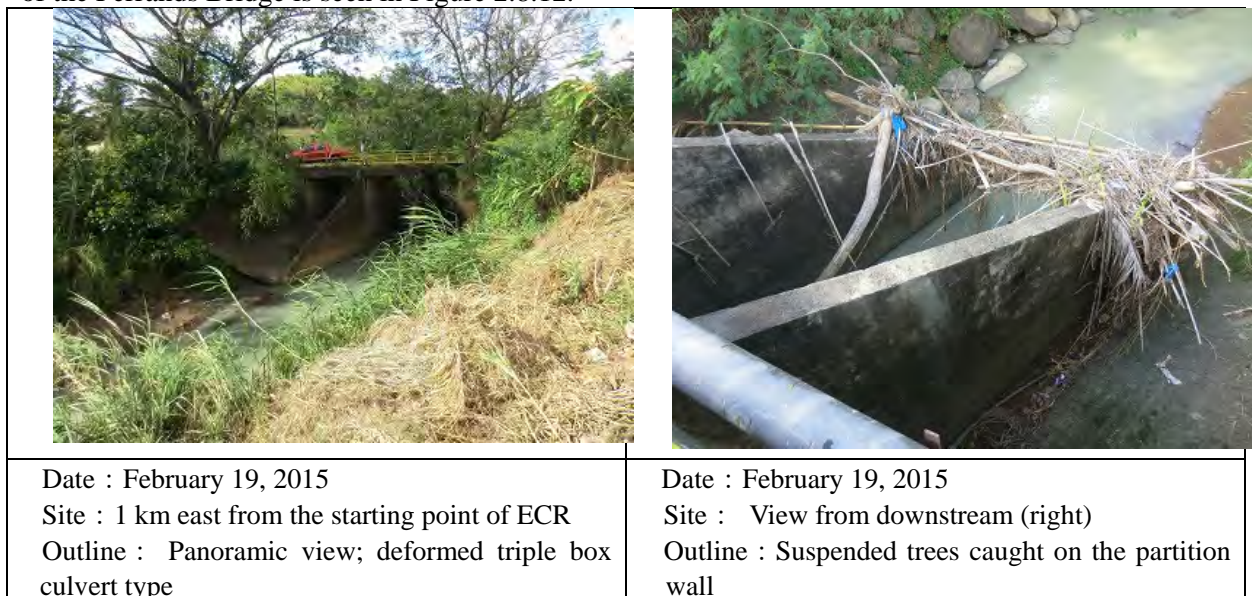 of the Ferrands Bridge is seen in Figure 2.6.12.
Date：February 19, 2015
Site：1 km east from the starting point of ECR
Outline： Panoramic view; deformed triple box
culvert type
Date：February 19, 2015
Site： View from downstream (right)
Outline：Suspended trees caught on the partition
wall